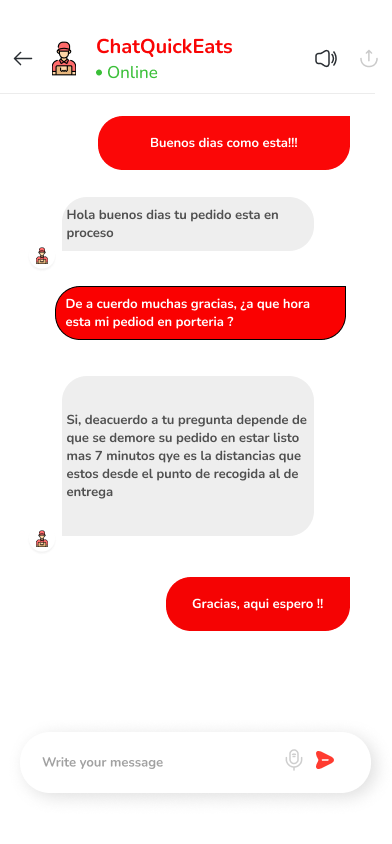 ChatQuickEats
Online
Buenos dias como esta!!!
Hola buenos dias tu pedido esta en
proceso
De a cuerdo muchas gracias, ¿a que hora
esta mi pediod en porteria ?
Si, deacuerdo a tu pregunta depende de
que se demore su pedido en estar listo
mas 7 minutos qye es la distancias que
estos desde el punto de recogida al de
entrega
Gracias, aqui espero !!
Write your message